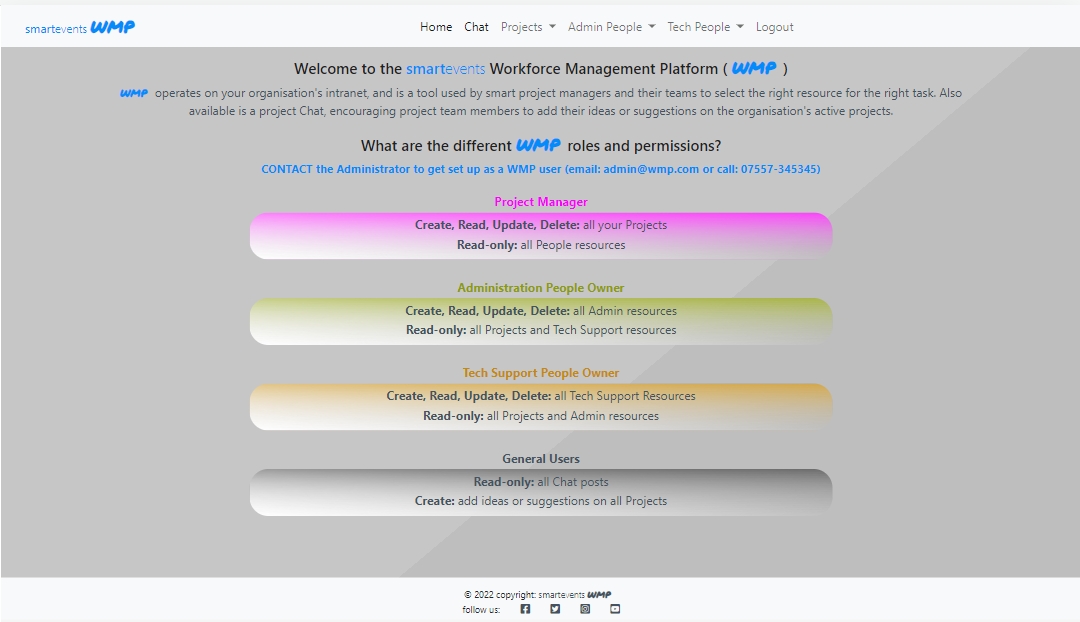 smartevents WMP Home Chat Projects Admin People Tech People Logout
Welcome to the smartevents Workforce Management Platform ( WMP )
WMP operates on your organisation's intranet, and is a tool used by smart project managers and their teams to select the right resource for the right task. Also
available is a project Chat, encouraging project team members to add their ideas or suggestions on the organisation's active projects.
What are the different WMP roles and permissions?
CONTACT the Administrator to get set up as a WMP user (email: admin@wmp.com or call: 07557-345345)
Project Manager
Create, Read, Update, Delete: all your Projects
Read-only: all People resources
Administration People Owner
Create, Read, Update, Delete: all Admin resources
Read-only: all Projects and Tech Support resources
Tech Support People Owner
Create, Read, Update, Delete: all Tech Support Resources
Read-only: all Projects and Admin resources
General Users
Read-only: all Chat posts
Create: add ideas or suggestions on all Projects
© 2022 copyright: smartevents WMP
follow us: